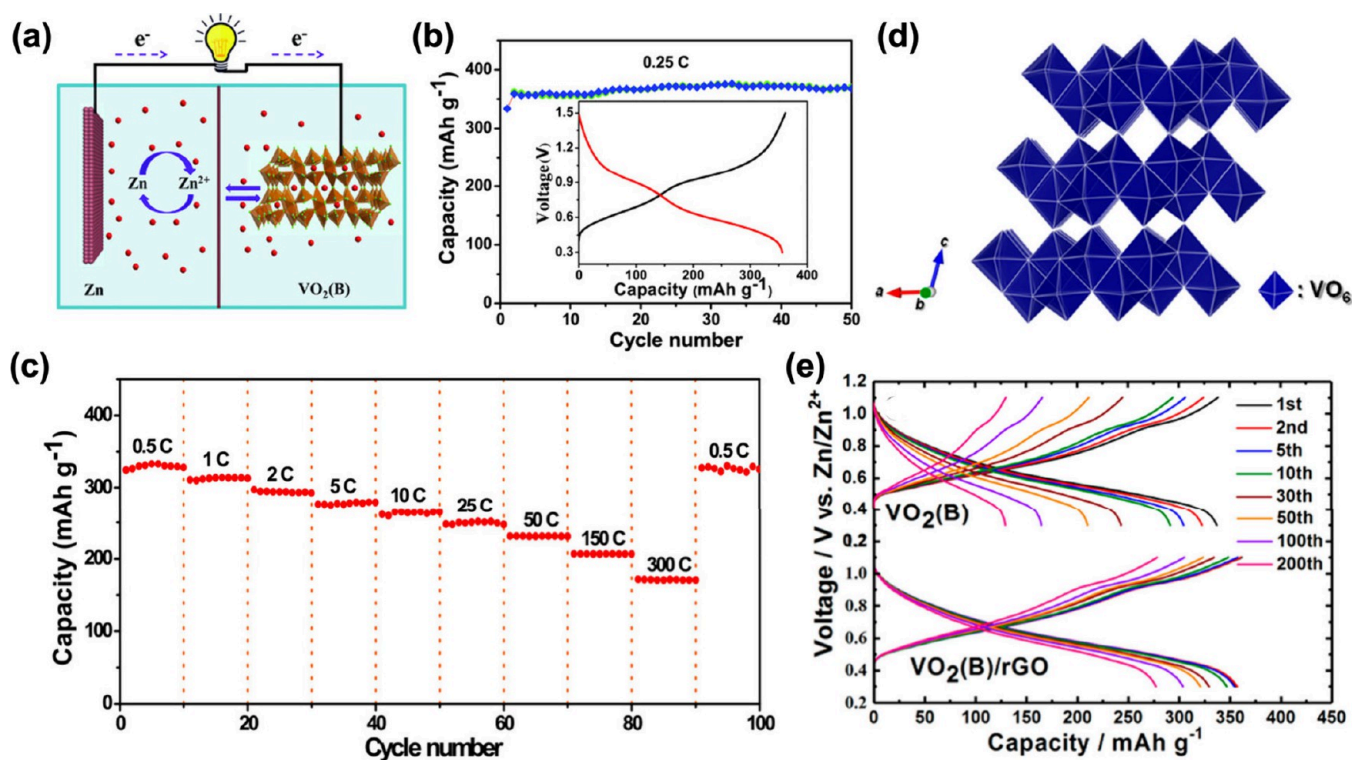 (a)
e-
e-
Zn
Zn2+
Zn
VO2(B)
(b)
0.25 C
Capacity (mAh g-1)
400
300
200
100
0
0
10
20
30
40
50
Cycle number
Voltage (V)
1.5
1.2
0.9
0.6
0.3
0
100
200
300
400
Capacity (mAh g-1)
(d)
c
a
b
: VO6
(c)
Capacity (mAh g-1)
400
300
200
100
0
0.5 C
1 C
2 C
5 C
10 C
25 C
50 C
150 C
300 C
0.5 C
0
20
40
60
80
100
Cycle number
(e)
Voltage / V vs. Zn/Zn2+
1.2
1.0
0.8
0.6
0.4
0.2
1.0
0.8
0.6
0.4
0.2
VO2(B)
VO2(B)/rGO
1st
2nd
5th
10th
30th
50th
100th
200th
0
50
100
150
200
250
300
350
400
450
Capacity / mAh g-1